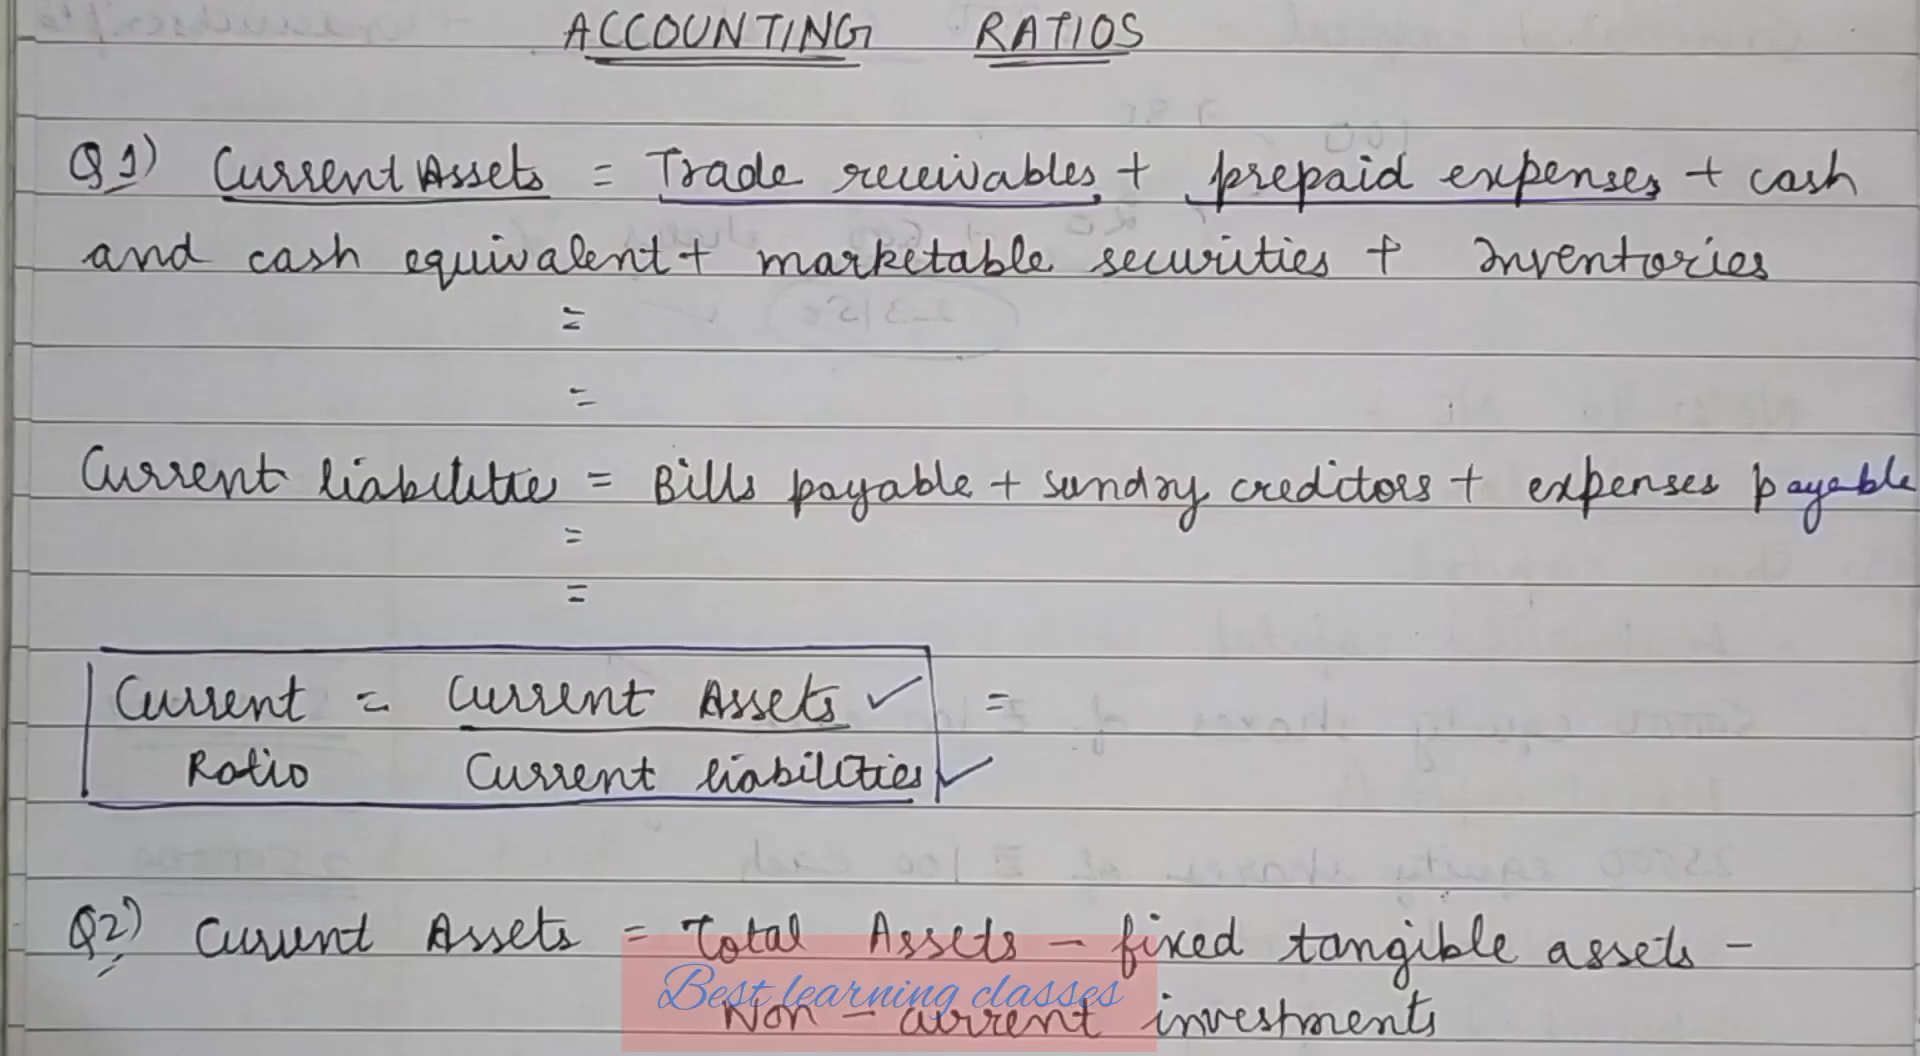 ACCOUNTING RATIOS
Q1) Current Assets = Trade receivables + prepaid expenses + cash
and cash equivalent + marketable securities + Inventories
=
=
Current liabilities = Bills payable + sundry creditors + expenses payable
=
=
Current = Current Assets ✓ =
Ratio Current liabilities ✓
Q2) Current Assets = Total Assets - fixed tangible assets -
Best learning classes
Non - current investments